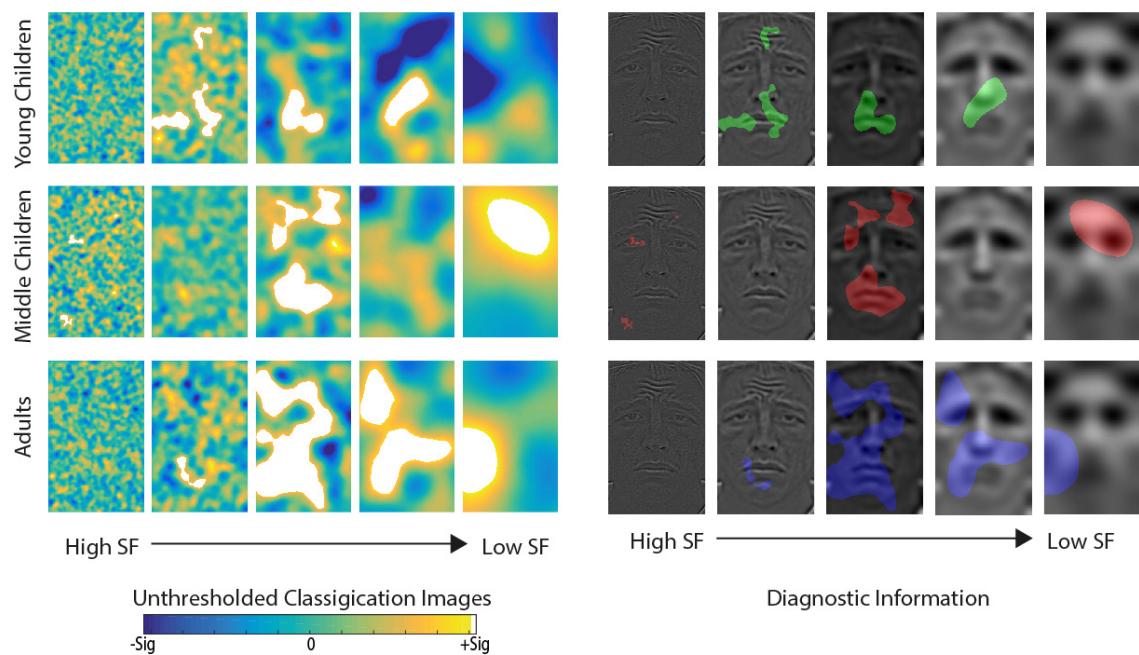 Young Children
Middle Children
Adults
High SF
Low SF
High SF
Low SF
Unthresholded Classigication Images
-Sig
0
+Sig
Diagnostic Information